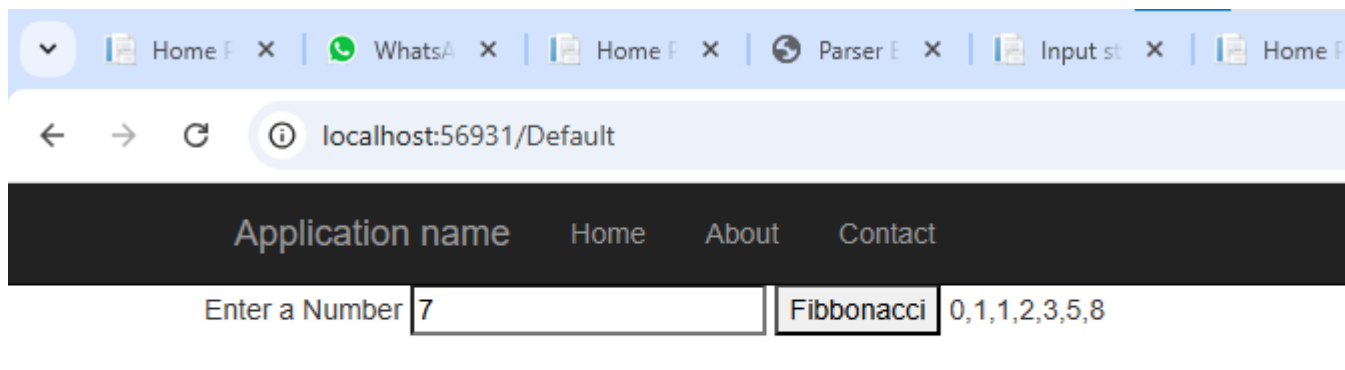 Home P WhatsA Home P Parser E Input st Home P
localhost:56931/Default
Application name Home About Contact
Enter a Number 7 Fibbonacci 0,1,1,2,3,5,8